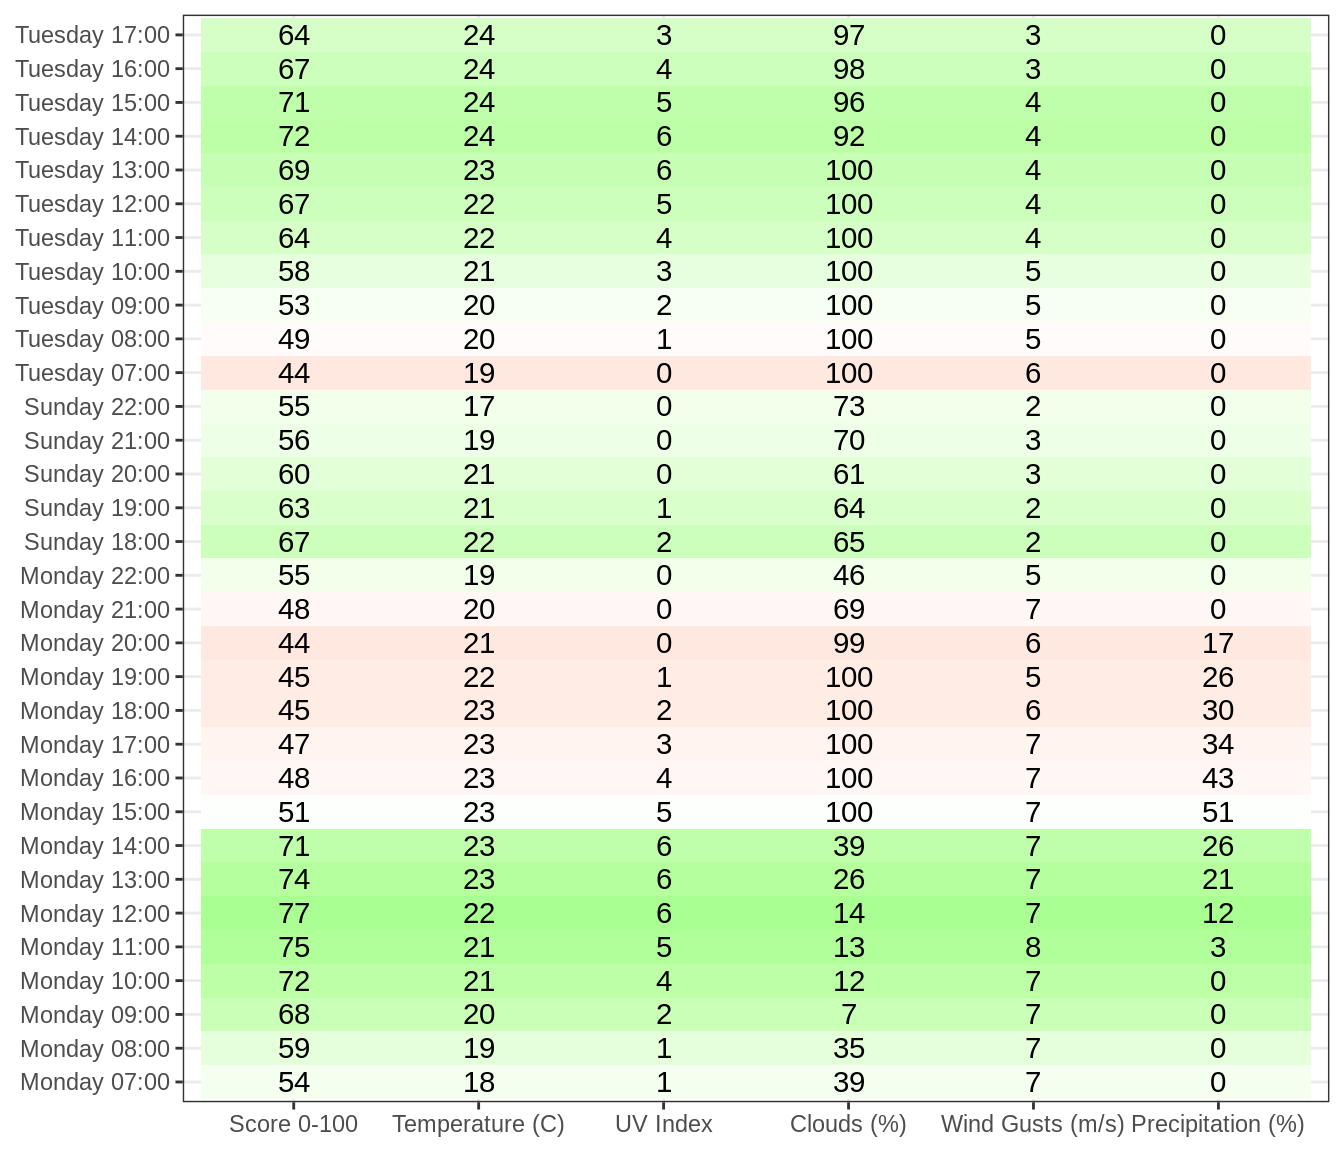 Tuesday 17:00 64 24 3 97 3 0
Tuesday 16:00 67 24 4 98 3 0
Tuesday 15:00 71 24 5 96 4 0
Tuesday 14:00 72 24 6 92 4 0
Tuesday 13:00 69 23 6 100 4 0
Tuesday 12:00 67 22 5 100 4 0
Tuesday 11:00 64 22 4 100 4 0
Tuesday 10:00 58 21 3 100 5 0
Tuesday 09:00 53 20 2 100 5 0
Tuesday 08:00 49 20 1 100 5 0
Tuesday 07:00 44 19 0 100 6 0
Sunday 22:00 55 17 0 73 2 0
Sunday 21:00 56 19 0 70 3 0
Sunday 20:00 60 21 0 61 3 0
Sunday 19:00 63 21 1 64 2 0
Sunday 18:00 67 22 2 65 2 0
Monday 22:00 55 19 0 46 5 0
Monday 21:00 48 20 0 69 7 0
Monday 20:00 44 21 0 99 6 17
Monday 19:00 45 22 1 100 5 26
Monday 18:00 45 23 2 100 6 30
Monday 17:00 47 23 3 100 7 34
Monday 16:00 48 23 4 100 7 43
Monday 15:00 51 23 5 100 7 51
Monday 14:00 71 23 6 39 7 26
Monday 13:00 74 23 6 26 7 21
Monday 12:00 77 22 6 14 7 12
Monday 11:00 75 21 5 13 8 3
Monday 10:00 72 21 4 12 7 0
Monday 09:00 68 20 2 7 7 0
Monday 08:00 59 19 1 35 7 0
Monday 07:00 54 18 1 39 7 0
Score 0-100 Temperature (C) UV Index Clouds (%) Wind Gusts (m/s) Precipitation (%)